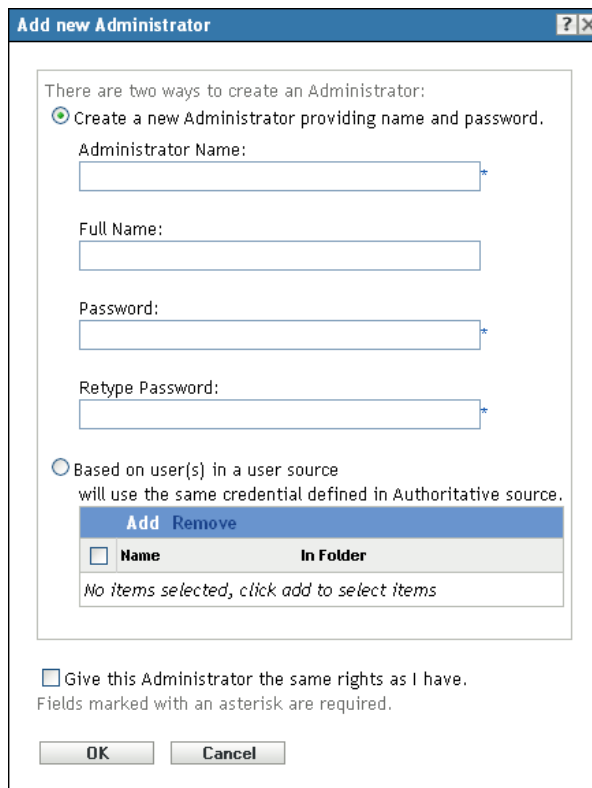 Add new Administrator
?
There are two ways to create an Administrator:
Create a new Administrator providing name and password.
Administrator Name:
*
Full Name:
Password:
*
Retype Password:
*
Based on user(s) in a user source
will use the same credential defined in Authoritative source.
Add Remove
Name In Folder
No items selected, click add to select items
Give this Administrator the same rights as I have.
Fields marked with an asterisk are required.
OK Cancel